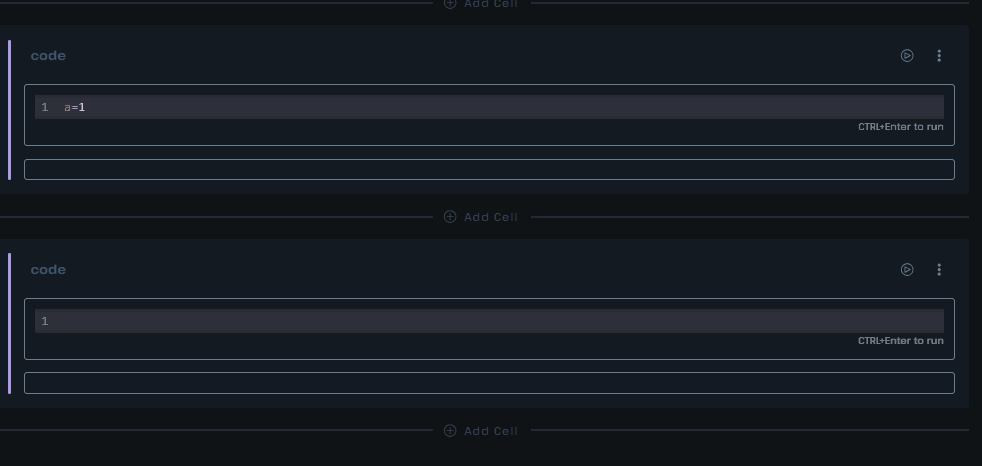 Add Cell
code
1 a=1
CTRL+Enter to run
Add Cell
code
1
CTRL+Enter to run
Add Cell